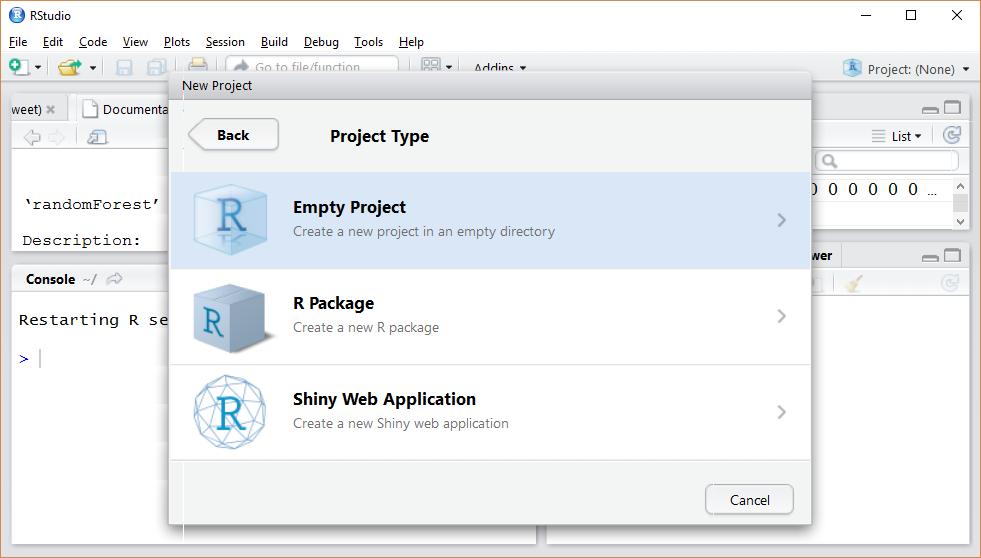 RStudio
File Edit Code View Plots Session Build Debug Tools Help
Go to file/function Addins
Project: (None)
New Project
weet) Documenta
Back Project Type
List
‘randomForest’
0 0 0 0 0 0 ...
Description:
Empty Project
Create a new project in an empty directory
wer
Console ~/
R Package
Create a new R package
Restarting R se
>
Shiny Web Application
Create a new Shiny web application
Cancel